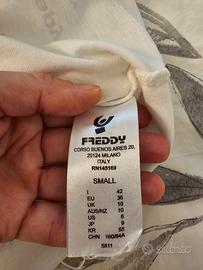 FREDDY
CORSO BUENOS AIRES 20,
20124 MILANO
ITALY
RN145169
SMALL
I 42
EU 36
UK 10
AUS/NZ 10
US 6
JP 9
KR 55
CHN 160/84A
5811
subito